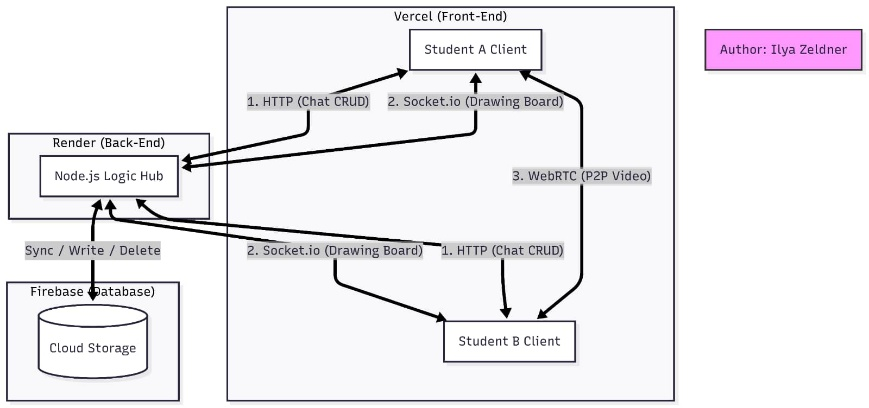 Vercel (Front-End)
Student A Client
Author: Ilya Zeldner
1. HTTP (Chat CRUD)
2. Socket.io (Drawing Board)
Render (Back-End)
Node.js Logic Hub
3. WebRTC (P2P Video)
Sync / Write / Delete
2. Socket.io (Drawing Board)
1. HTTP (Chat CRUD)
Firebase (Database)
Student B Client
Cloud Storage